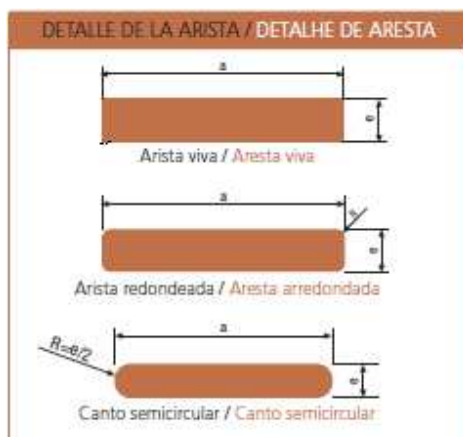 DETALLE DE LA ARISTA / DETALHE DE ARESTA
a
e
Arista viva / Aresta viva
a
e
Arista redondeada / Aresta arredondada
a
R=e/2
e
Canto semicircular / Canto semicircular